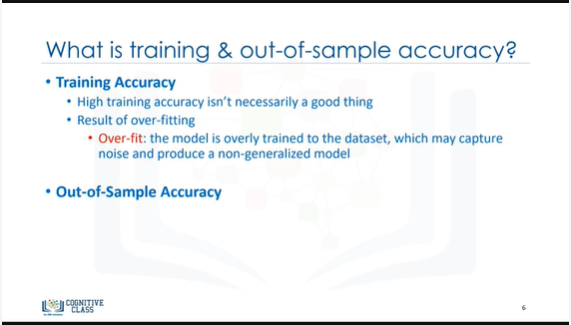 What is training & out-of-sample accuracy?
• Training Accuracy
• High training accuracy isn't necessarily a good thing
• Result of over-fitting
• Over-fit: the model is overly trained to the dataset, which may capture
noise and produce a non-generalized model
• Out-of-Sample Accuracy
COGNITIVE
CLASS
6